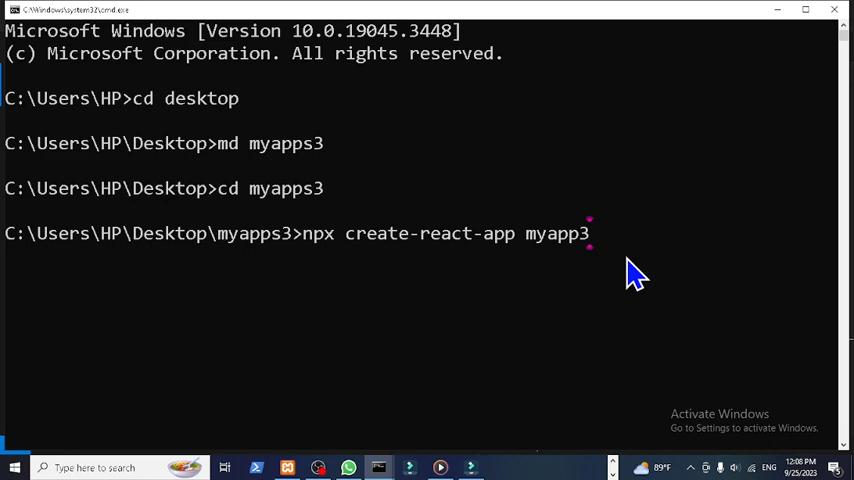 C:\Windows\system32\cmd.exe
Microsoft Windows [Version 10.0.19045.3448]
(c) Microsoft Corporation. All rights reserved.
C:\Users\HP>cd desktop
C:\Users\HP\Desktop>md myapps3
C:\Users\HP\Desktop>cd myapps3
C:\Users\HP\Desktop\myapps3>npx create-react-app myapp3
Activate Windows
Go to Settings to activate Windows.
Type here to search
89°F
ENG
12:08 PM
9/25/2023
5